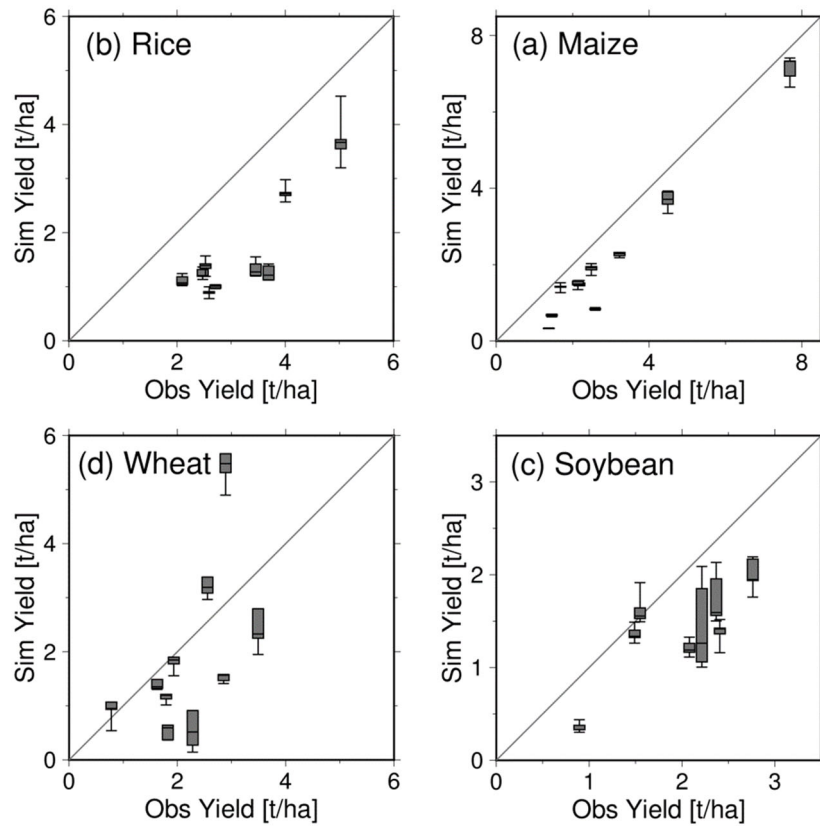 (b) Rice
Sim Yield [t/ha]
6
4
2
0
0 2 4 6
Obs Yield [t/ha]
(a) Maize
Sim Yield [t/ha]
8
4
0
2 4 6 8
Obs Yield [t/ha]
(d) Wheat
Sim Yield [t/ha]
6
4
2
0
0 2 4 6
Obs Yield [t/ha]
(c) Soybean
Sim Yield [t/ha]
3
2
1
0
1 2 3
Obs Yield [t/ha]